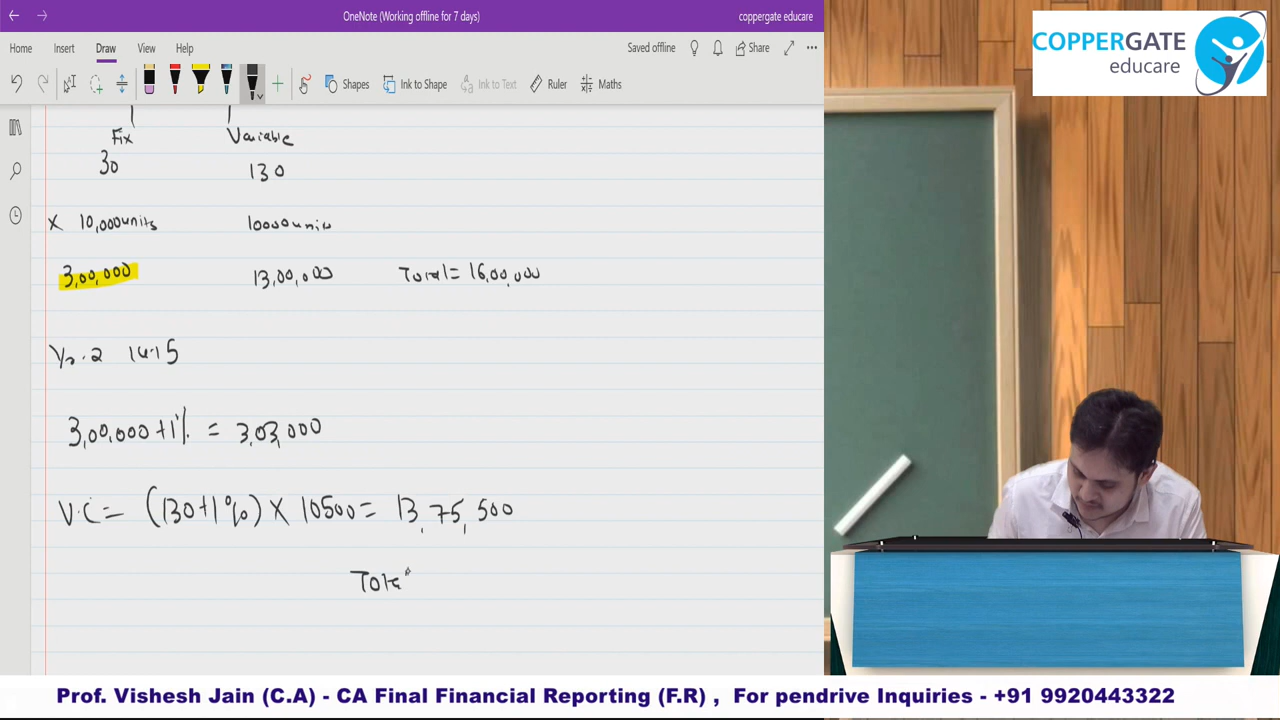 OneNote (Working offline for 7 days)
coppergate educare
Home Insert Draw View Help
Saved offline
Share
Shapes
Ink to Shape
Ink to Text
Ruler
Maths
COPPERGATE
educare
Fix Variable
30 130
X 10,000units 10000units
3,00,000 13,00,000 Total= 16,00,000
Yr.2 14-15
3,00,000+1% = 3,03,000
V.C= (130+1%) X 10500= 13,75,500
Tota
Prof. Vishesh Jain (C.A) - CA Final Financial Reporting (F.R) , For pendrive Inquiries - +91 9920443322